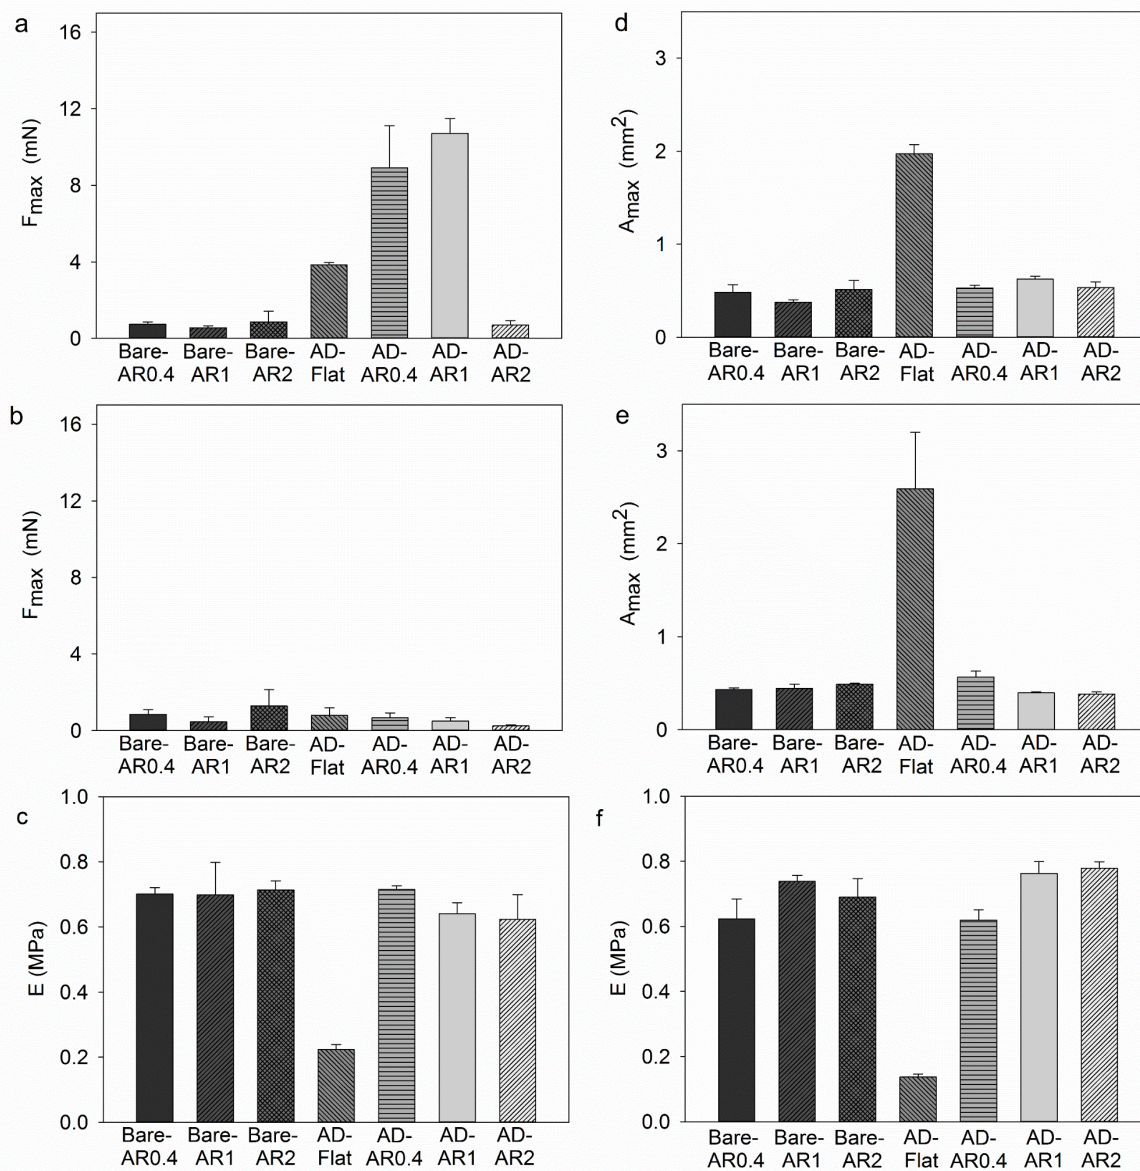 a
16
12
8
4
0
Fmax (mN)
Bare-AR0.4
Bare-AR1
Bare-AR2
AD-Flat
AD-AR0.4
AD-AR1
AD-AR2
d
3
2
1
0
Amax (mm²)
Bare-AR0.4
Bare-AR1
Bare-AR2
AD-Flat
AD-AR0.4
AD-AR1
AD-AR2
b
16
12
8
4
0
Fmax (mN)
Bare-AR0.4
Bare-AR1
Bare-AR2
AD-Flat
AD-AR0.4
AD-AR1
AD-AR2
e
3
2
1
0
Amax (mm²)
Bare-AR0.4
Bare-AR1
Bare-AR2
AD-Flat
AD-AR0.4
AD-AR1
AD-AR2
c
1.0
0.8
0.6
0.4
0.2
0.0
E (MPa)
Bare-AR0.4
Bare-AR1
Bare-AR2
AD-Flat
AD-AR0.4
AD-AR1
AD-AR2
f
1.0
0.8
0.6
0.4
0.2
0.0
E (MPa)
Bare-AR0.4
Bare-AR1
Bare-AR2
AD-Flat
AD-AR0.4
AD-AR1
AD-AR2